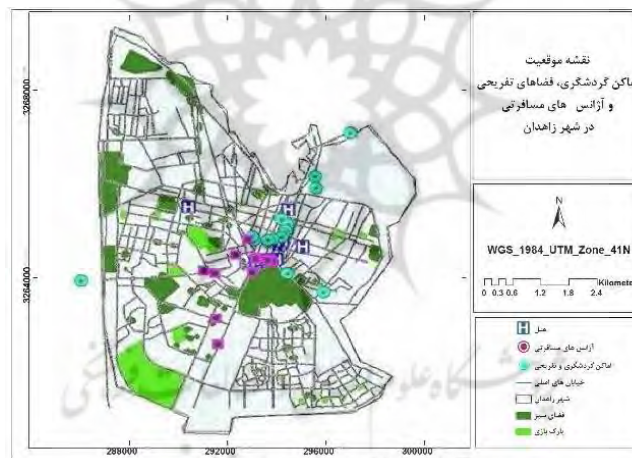 نقشه موقعیت
ماکن گردشگری، فضاهای تفریحی
و آژانس های مسافرتی
در شهر زاهدان
N
WGS_1984_UTM_Zone_41N
Kilometer
0 0.3 0.6 1.2 1.8 2.4
هتل
آژانس های مسافرتی
اماکن گردشگری و تفریحی
خیابان های اصلی
شهر زاهدان
فضای سبز
پارک بازی
3268000
3264000
288000 292000 296000 300000
H
H
H
H